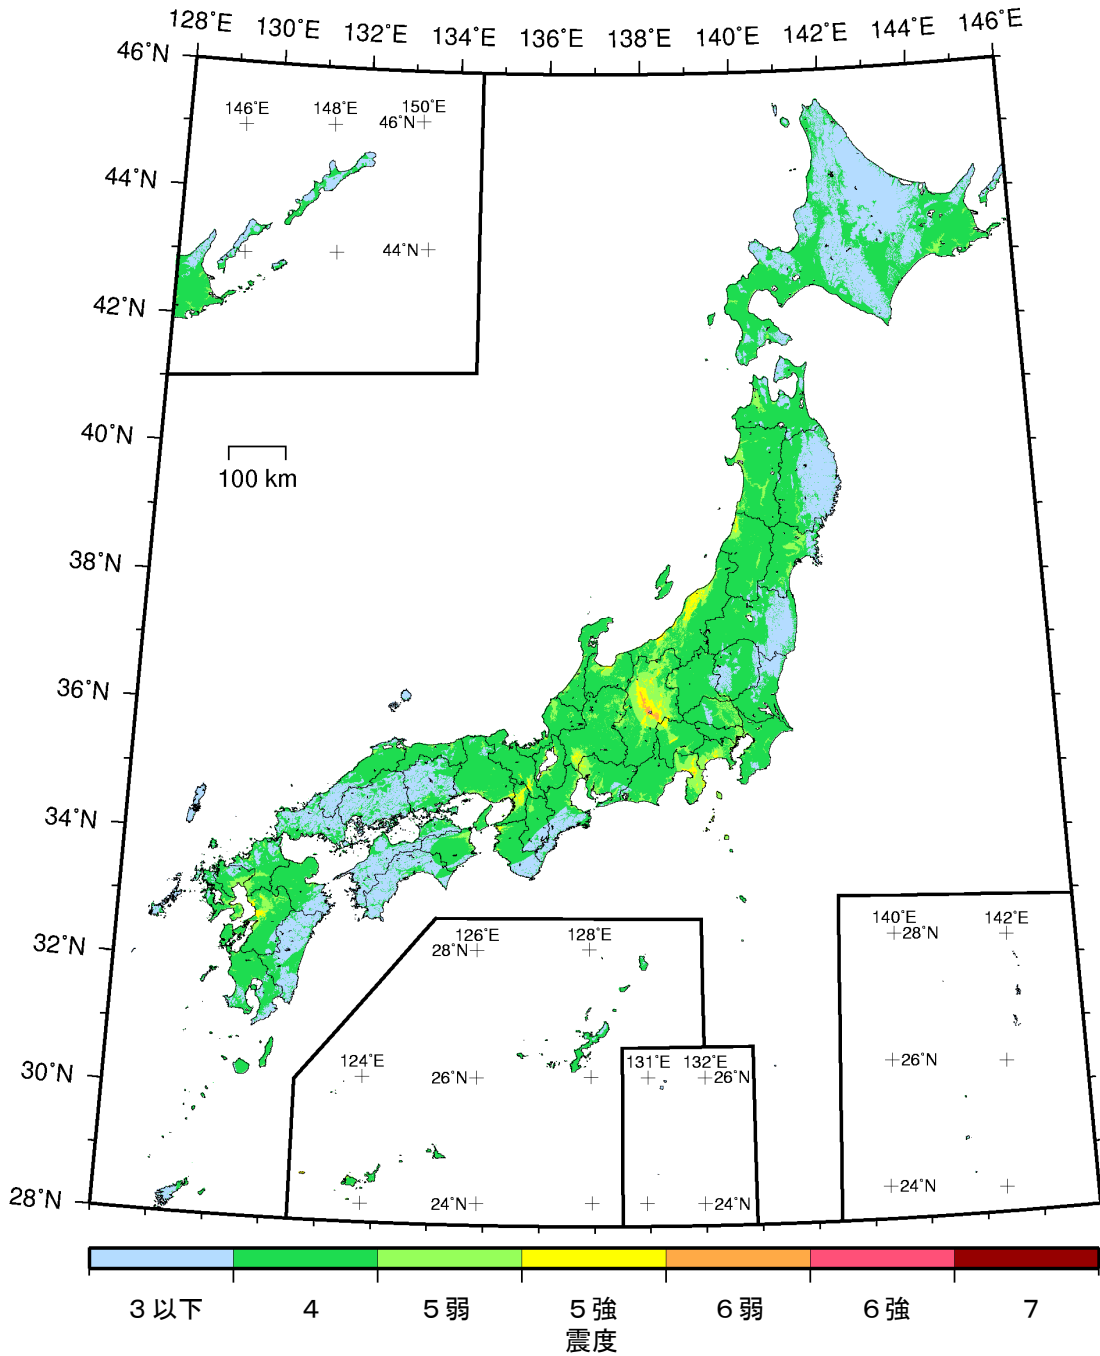 128°E 130°E 132°E 134°E 136°E 138°E 140°E 142°E 144°E 146°E
46°N
146°E 148°E 150°E
46°N
44°N
44°N
42°N
40°N
100 km
38°N
36°N
34°N
32°N
126°E 128°E
28°N
140°E 142°E
28°N
30°N
124°E
26°N
131°E 132°E
26°N
26°N
28°N
24°N
24°N
24°N
3以下 4 5弱 5強 6弱 6強 7
震度